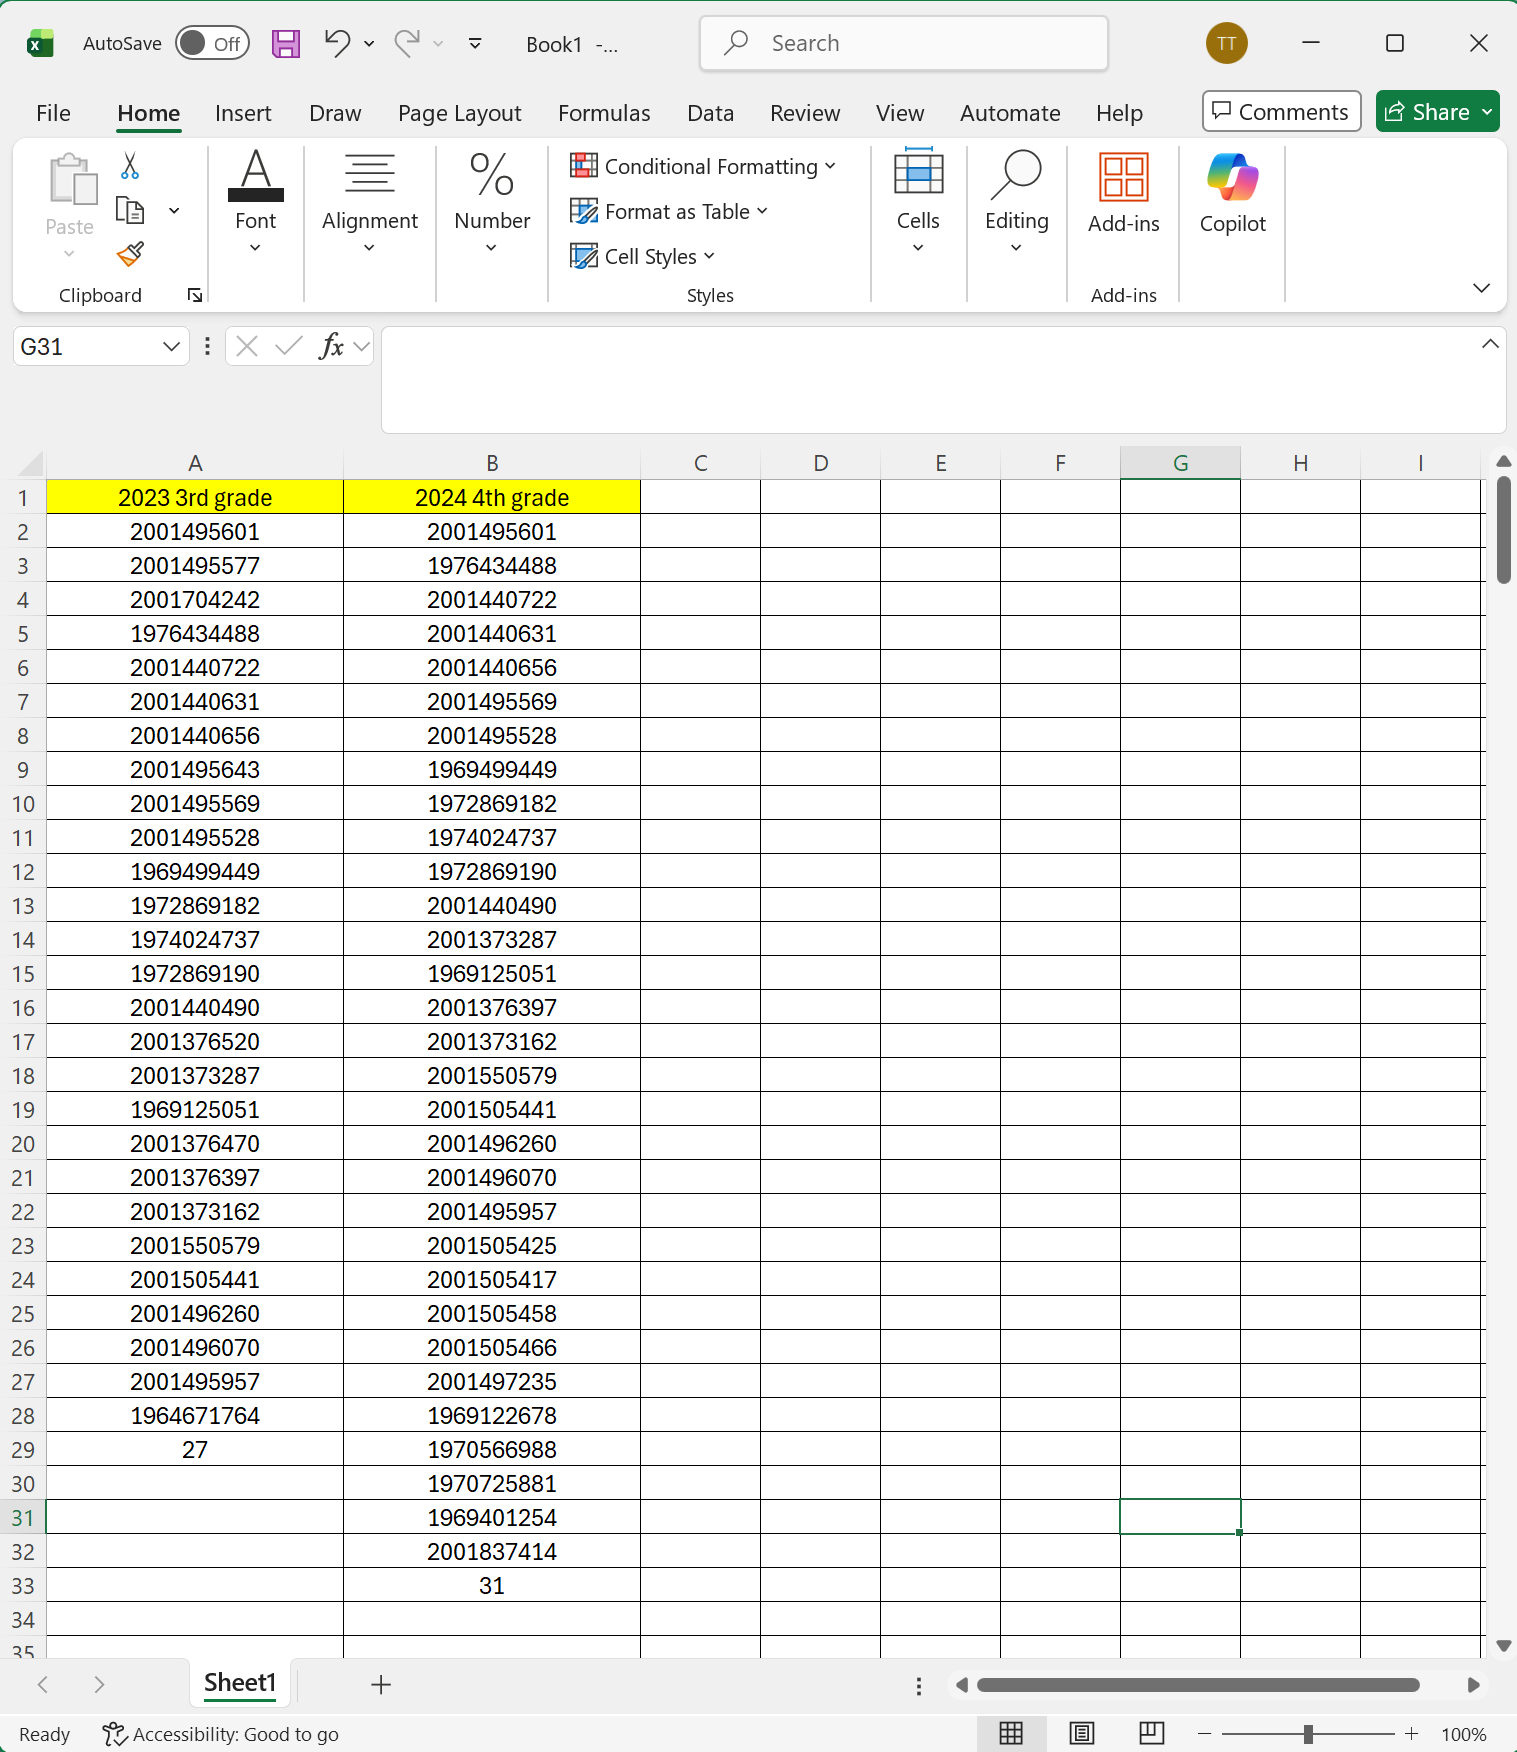 AutoSave Off Book1 -... Search TT
File Home Insert Draw Page Layout Formulas Data Review View Automate Help Comments Share
Paste
Clipboard
Font
Alignment
Number
Conditional Formatting
Format as Table
Cell Styles
Styles
Cells
Editing
Add-ins
Add-ins
Copilot
G31 fx
A B C D E F G H I
1 2023 3rd grade 2024 4th grade
2 2001495601 2001495601
3 2001495577 1976434488
4 2001704242 2001440722
5 1976434488 2001440631
6 2001440722 2001440656
7 2001440631 2001495569
8 2001440656 2001495528
9 2001495643 1969499449
10 2001495569 1972869182
11 2001495528 1974024737
12 1969499449 1972869190
13 1972869182 2001440490
14 1974024737 2001373287
15 1972869190 1969125051
16 2001440490 2001376397
17 2001376520 2001373162
18 2001373287 2001550579
19 1969125051 2001505441
20 2001376470 2001496260
21 2001376397 2001496070
22 2001373162 2001495957
23 2001550579 2001505425
24 2001505441 2001505417
25 2001496260 2001505458
26 2001496070 2001505466
27 2001495957 2001497235
28 1964671764 1969122678
29 27 1970566988
30 1970725881
31 1969401254
32 2001837414
33 31
34
35
Sheet1
Ready Accessibility: Good to go 100%